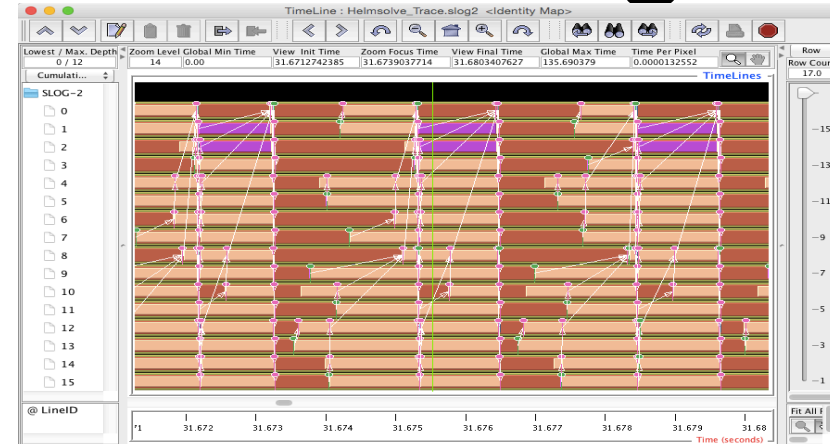 TimeLine : Helmsolve_Trace.slog2 <Identity Map>
Lowest / Max. Depth Zoom Level Global Min Time View Init Time Zoom Focus Time View Final Time Global Max Time Time Per Pixel
0 / 12 14 0.00 31.6712742385 31.6739037714 31.6803407627 135.690379 0.0000132552
Row
Row Coun
17.0
Cumulati...
TimeLines
SLOG-2
0
1
2
3
4
5
6
7
8
9
10
11
12
13
14
15
15
13
11
9
7
5
3
1
@ LineID
Fit All R
71 31.672 31.673 31.674 31.675 31.676 31.677 31.678 31.679 31.68
Time (seconds)